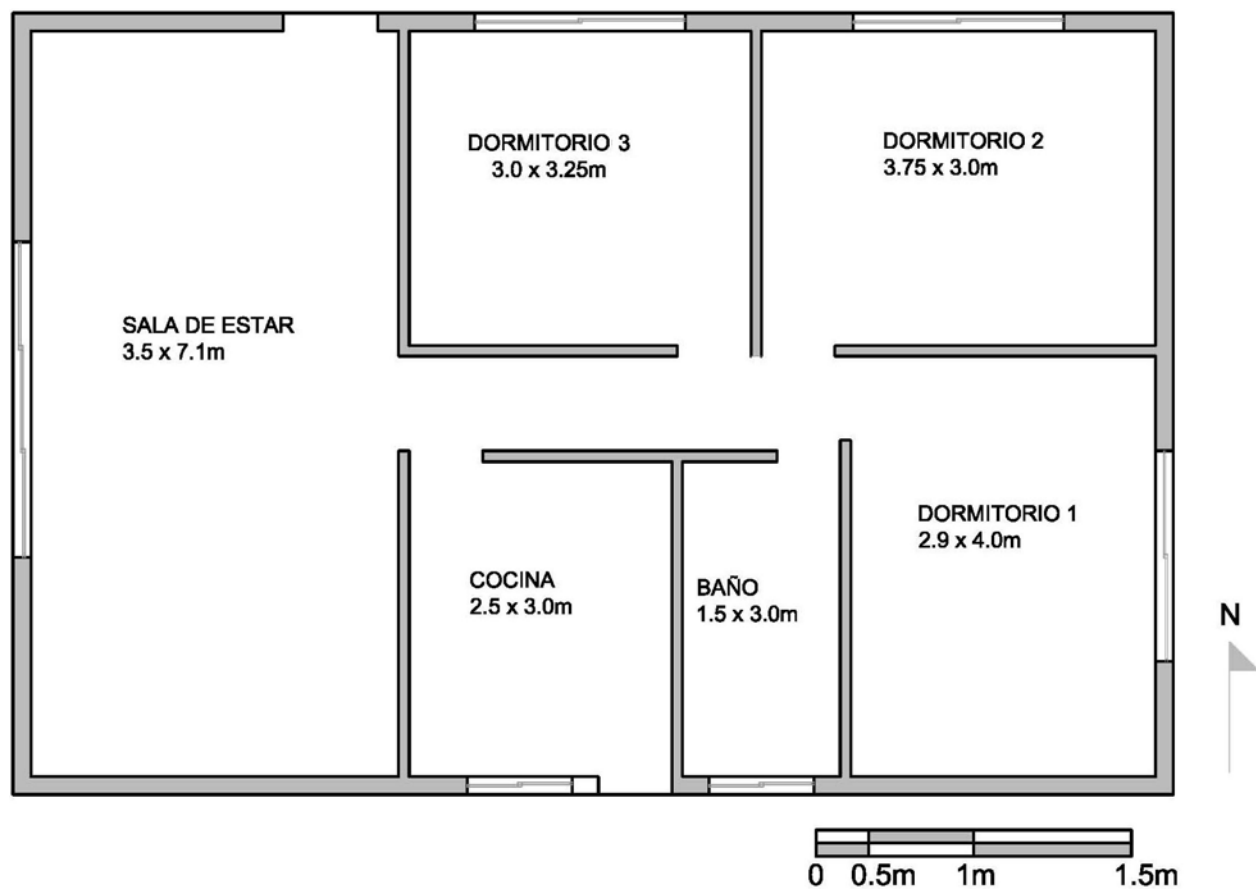 DORMITORIO 3
3.0 x 3.25m
DORMITORIO 2
3.75 x 3.0m
SALA DE ESTAR
3.5 x 7.1m
DORMITORIO 1
2.9 x 4.0m
COCINA
2.5 x 3.0m
BAÑO
1.5 x 3.0m
N
0 0.5m 1m 1.5m